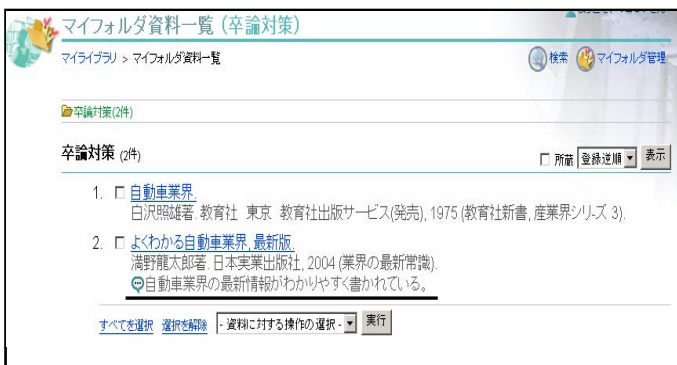 マイフォルダ資料一覧(卒論対策)
マイライブラリ > マイフォルダ資料一覧
検索 マイフォルダ管理
卒論対策(2件)
卒論対策 (2件)
所蔵 登録逆順 表示
1. 自動車業界.
白沢照雄著. 教育社 東京 教育社出版サービス(発売), 1975 (教育社新書, 産業界シリーズ 3).
2. よくわかる自動車業界, 最新版.
満野龍太郎著. 日本実業出版社, 2004 (業界の最新常識).
自動車業界の最新情報がわかりやすく書かれている。
すべてを選択 選択を解除 - 資料に対する操作の選択 - 実行